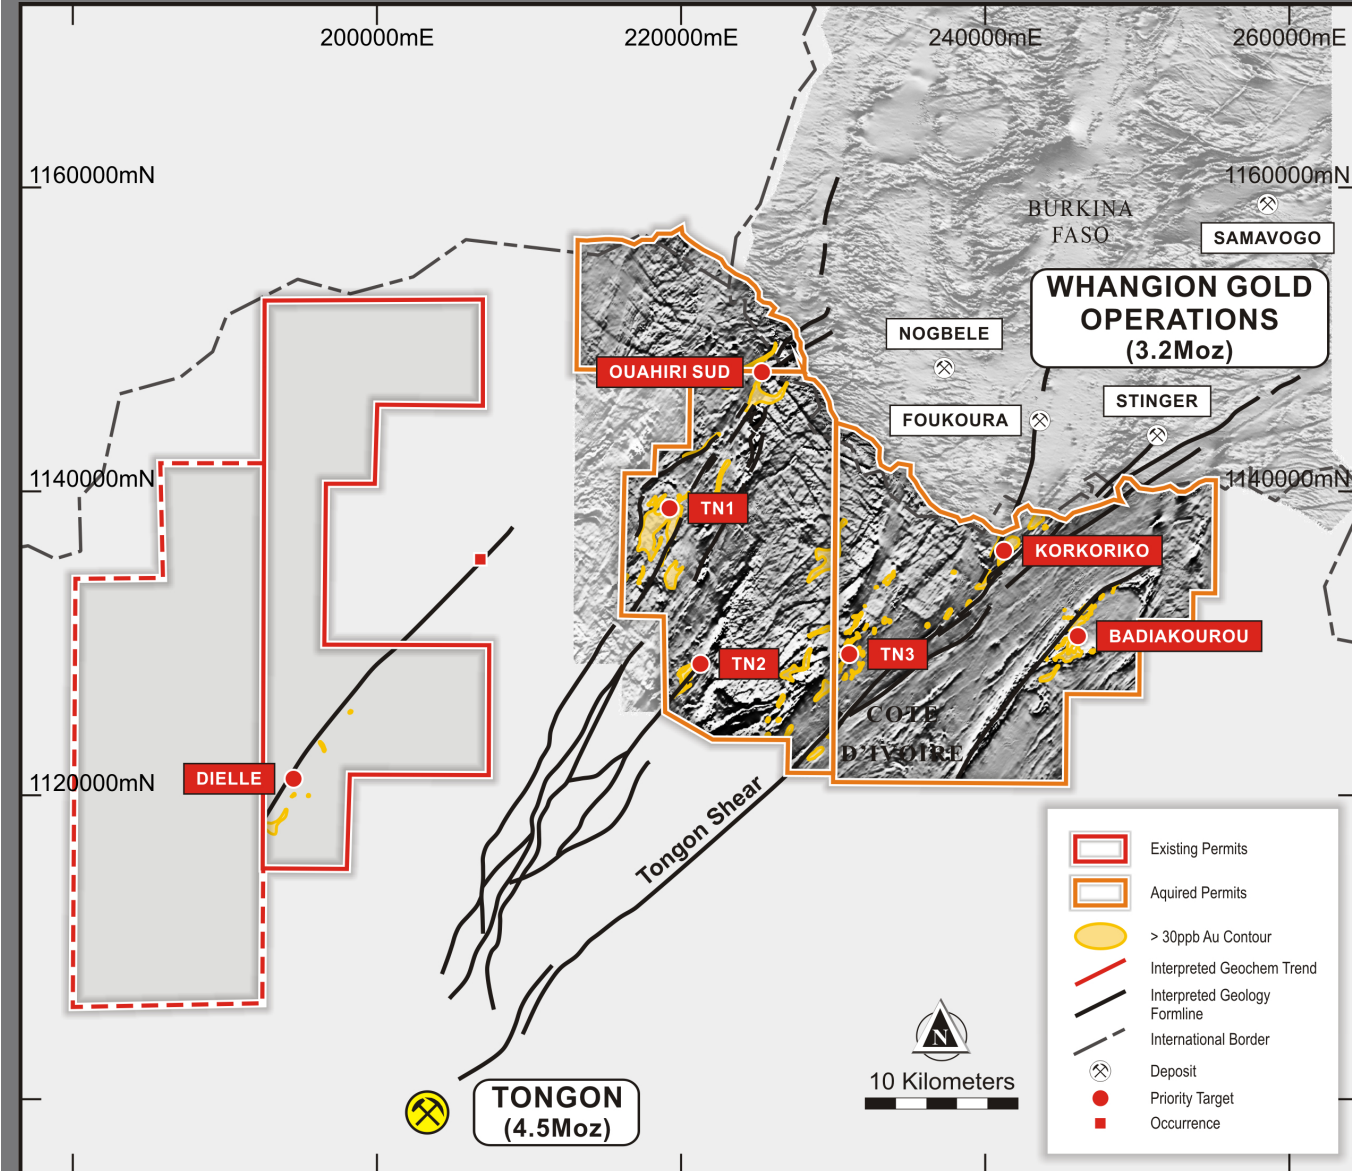 200000mE
220000mE
240000mE
260000mE
1160000mN
1160000mN
BURKINA
FASO
SAMAVOGO
WHANGION GOLD
OPERATIONS
(3.2Moz)
NOGBELE
OUAHIRI SUD
STINGER
FOUKOURA
1140000mN
1140000mN
TN1
KORKORIKO
BADIAKOUROU
TN3
TN2
COTE
D'IVOIRE
DIELLE
1120000mN
Tongon Shear
Existing Permits
Aquired Permits
> 30ppb Au Contour
Interpreted Geochem Trend
Interpreted Geology
Formline
International Border
Deposit
Priority Target
Occurrence
N
10 Kilometers
TONGON
(4.5Moz)